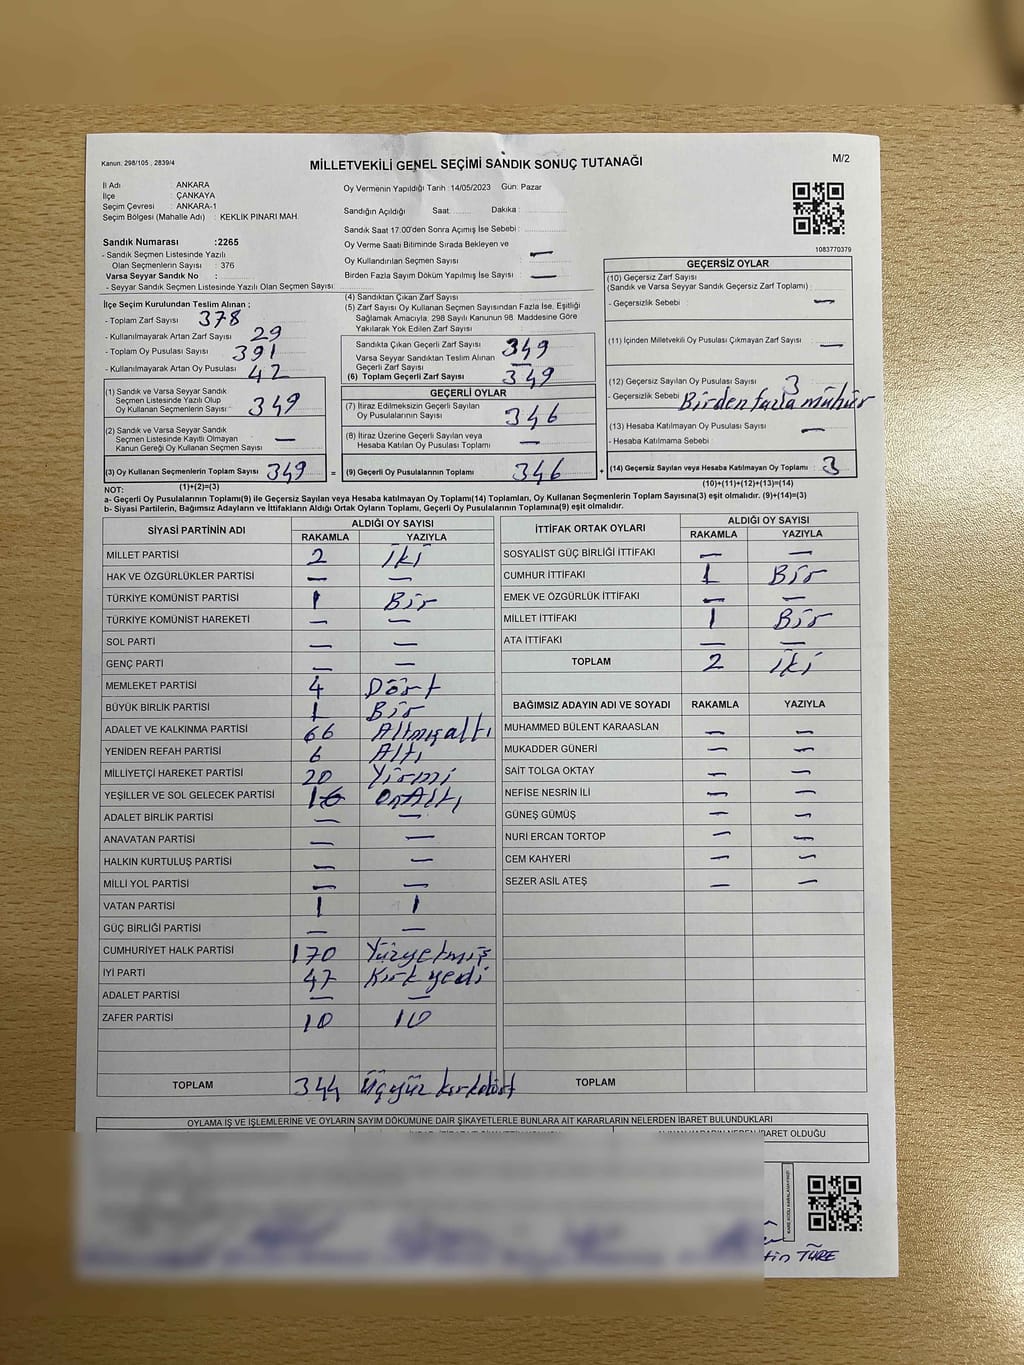 Kanun: 298/105 , 2839/4
MİLLETVEKİLİ GENEL SEÇİMİ SANDIK SONUÇ TUTANAĞI
M/2
İl Adı : ANKARA
İlçe : ÇANKAYA
Seçim Çevresi : ANKARA-1
Seçim Bölgesi (Mahalle Adı) : KEKLİK PINARI MAH.
Sandık Numarası :2265
- Sandık Seçmen Listesinde Yazılı
Olan Seçmenlerin Sayısı : 376
Varsa Seyyar Sandık No :
- Seyyar Sandık Seçmen Listesinde Yazılı Olan Seçmen Sayısı
Oy Vermenin Yapıldığı Tarih :14/05/2023 Gün: Pazar
Sandığın Açıldığı Saat: Dakika :
Sandık Saat 17.00'den Sonra Açımış İse Sebebi :
Oy Verme Saati Bitiminde Sırada Bekleyen ve
Oy Kullandırılan Seçmen Sayısı : —
Birden Fazla Sayım Döküm Yapılmış İse Sayısı : —
1083770379
İlçe Seçim Kurulundan Teslim Alınan ;
- Toplam Zarf Sayısı 378
- Kullanılmayarak Artan Zarf Sayısı 29
- Toplam Oy Pusulası Sayısı 391
- Kullanılmayarak Artan Oy Pusulası 42
(1) Sandık ve Varsa Seyyar Sandık
Seçmen Listesinde Yazılı Olup
Oy Kullanan Seçmenlerin Sayısı : 349
(2) Sandık ve Varsa Seyyar Sandık
Seçmen Listesinde Kayıtlı Olmayan
Kanun Gereği Oy Kullanan Seçmen Sayısı : —
(3) Oy Kullanan Seçmenlerin Toplam Sayısı : 349 =
(1)+(2)=(3)
(4) Sandıktan Çıkan Zarf Sayısı :
(5) Zarf Sayısı Oy Kullanan Seçmen Sayısından Fazla İse, Eşitliği
Sağlamak Amacıyla, 298 Sayılı Kanunun 98. Maddesine Göre
Yakılarak Yok Edilen Zarf Sayısı :
Sandıkta Çıkan Geçerli Zarf Sayısı : 349
Varsa Seyyar Sandıktan Teslim Alınan
Geçerli Zarf Sayısı : —
(6) Toplam Geçerli Zarf Sayısı : 349
GEÇERLİ OYLAR
(7) İtiraz Edilmeksizin Geçerli Sayılan
Oy Pusulalarının Sayısı : 346
(8) İtiraz Üzerine Geçerli Sayılan veya
Hesaba Katılan Oy Pusulası Toplamı : —
(9) Geçerli Oy Pusulalarının Toplamı : 346 +
GEÇERSİZ OYLAR
(10) Geçersiz Zarf Sayısı
(Sandık ve Varsa Seyyar Sandık Geçersiz Zarf Toplamı) :
- Geçersizlik Sebebi : —
(11) İçinden Milletvekili Oy Pusulası Çıkmayan Zarf Sayısı : —
(12) Geçersiz Sayılan Oy Pusulası Sayısı : 3
- Geçersizlik Sebebi : Birden fazla mühür
(13) Hesaba Katılmayan Oy Pusulası Sayısı : —
- Hesaba Katılmama Sebebi :
(14) Geçersiz Sayılan veya Hesaba Katılmayan Oy Toplamı : 3
(10)+(11)+(12)+(13)=(14)
NOT:
a- Geçerli Oy Pusulalarının Toplamı(9) ile Geçersiz Sayılan veya Hesaba katılmayan Oy Toplamı(14) Toplamları, Oy Kullanan Seçmenlerin Toplam Sayısına(3) eşit olmalıdır. (9)+(14)=(3)
b- Siyasi Partilerin, Bağımsız Adayların ve İttifakların Aldığı Ortak Oyların Toplamı, Geçerli Oy Pusulalarının Toplamına(9) eşit olmalıdır.
SİYASİ PARTİNİN ADI ALDIĞI OY SAYISI
RAKAMLA YAZIYLA
MİLLET PARTİSİ 2 iki
HAK VE ÖZGÜRLÜKLER PARTİSİ — —
TÜRKİYE KOMÜNİST PARTİSİ 1 Bir
TÜRKİYE KOMÜNİST HAREKETİ — —
SOL PARTİ — —
GENÇ PARTİ — —
MEMLEKET PARTİSİ 4 Dört
BÜYÜK BİRLİK PARTİSİ 1 Bir
ADALET VE KALKINMA PARTİSİ 66 Altmışaltı
YENİDEN REFAH PARTİSİ 6 Altı
MİLLİYETÇİ HAREKET PARTİSİ 20 Yirmi
YEŞİLLER VE SOL GELECEK PARTİSİ 16 OnAltı
ADALET BİRLİK PARTİSİ — —
ANAVATAN PARTİSİ — —
HALKIN KURTULUŞ PARTİSİ — —
MİLLİ YOL PARTİSİ — —
VATAN PARTİSİ 1 1
GÜÇ BİRLİĞİ PARTİSİ — —
CUMHURİYET HALK PARTİSİ 170 Yüzyetmiş
İYİ PARTİ 47 Kırk yedi
ADALET PARTİSİ — —
ZAFER PARTİSİ 10 10
TOPLAM 344 Üçyüz kırkdört
İTTİFAK ORTAK OYLARI ALDIĞI OY SAYISI
RAKAMLA YAZIYLA
SOSYALİST GÜÇ BİRLİĞİ İTTİFAKI — —
CUMHUR İTTİFAKI 1 Bir
EMEK VE ÖZGÜRLÜK İTTİFAKI — —
MİLLET İTTİFAKI 1 Bir
ATA İTTİFAKI — —
TOPLAM 2 iki
BAĞIMSIZ ADAYIN ADI VE SOYADI RAKAMLA YAZIYLA
MUHAMMED BÜLENT KARAASLAN — —
MUKADDER GÜNERİ — —
SAİT TOLGA OKTAY — —
NEFİSE NESRİN İLİ — —
GÜNEŞ GÜMÜŞ — —
NURİ ERCAN TORTOP — —
CEM KAHYERİ — —
SEZER ASİL ATEŞ — —
TOPLAM
OYLAMA İŞ VE İŞLEMLERİNE VE OYLARIN SAYIM DÖKÜMÜNE DAİR ŞİKAYETLERLE BUNLARA AİT KARARLARIN NELERDEN İBARET BULUNDUKLARI
ALINAN KARARIN NEDEN İBARET OLDUĞU
tin TÜRE